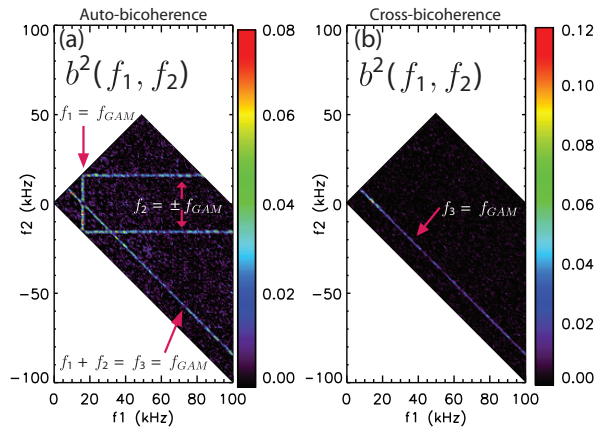 Auto-bicoherence
(a)
b²(f₁, f₂)
f₁ = f_GAM
f₂ = ± f_GAM
f₁ + f₂ = f₃ = f_GAM
100
50
0
−50
−100
f2 (kHz)
0 20 40 60 80 100
f1 (kHz)
0.08
0.06
0.04
0.02
0.00
Cross-bicoherence
(b)
b²(f₁, f₂)
f₃ = f_GAM
100
50
0
−50
−100
f2 (kHz)
0 20 40 60 80 100
f1 (kHz)
0.12
0.10
0.08
0.06
0.04
0.02
0.00